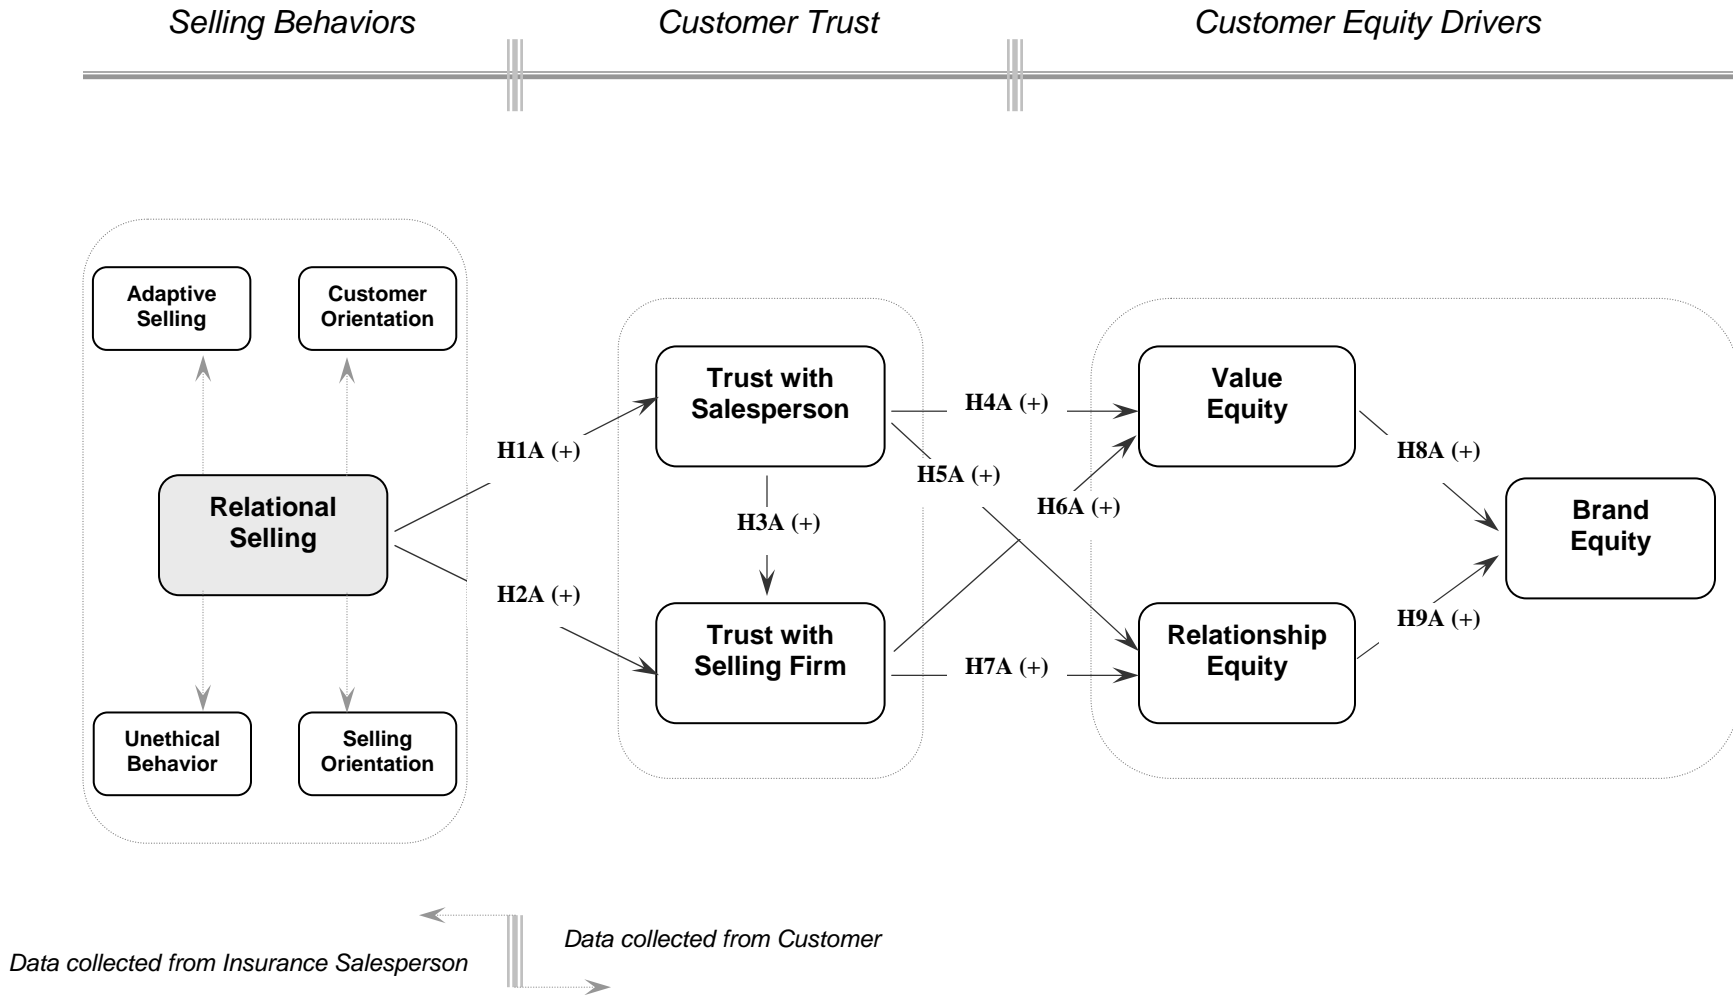 Selling Behaviors
Customer Trust
Customer Equity Drivers
Adaptive
Selling
Customer
Orientation
Relational
Selling
Unethical
Behavior
Selling
Orientation
H1A (+)
H2A (+)
Trust with
Salesperson
H3A (+)
Trust with
Selling Firm
H4A (+)
H5A (+)
H6A (+)
H7A (+)
Value
Equity
Relationship
Equity
H8A (+)
H9A (+)
Brand
Equity
Data collected from Insurance Salesperson
Data collected from Customer